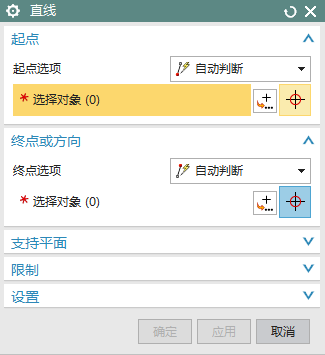 直线
起点
起点选项 自动判断
* 选择对象 (0)
终点或方向
终点选项 自动判断
* 选择对象 (0)
支持平面
限制
设置
确定 应用 取消